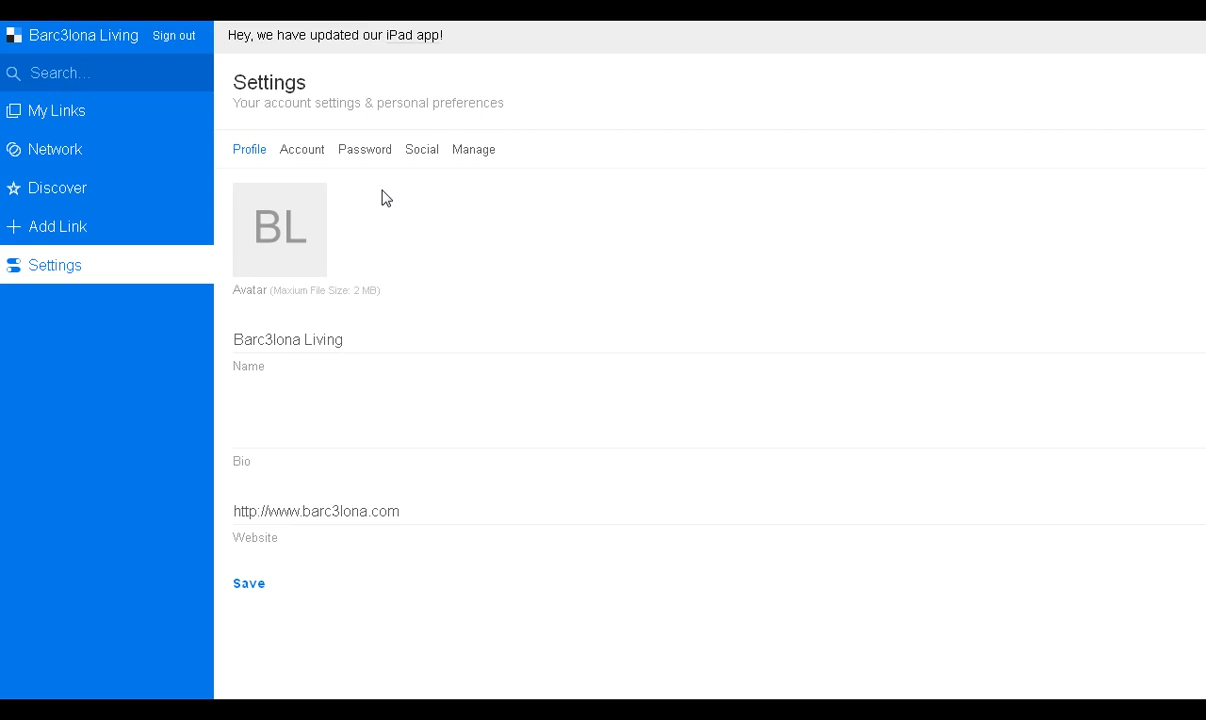 Barc3lona Living Sign out
Hey, we have updated our iPad app!
Search...
My Links
Network
Discover
Add Link
Settings
Settings
Your account settings & personal preferences
Profile Account Password Social Manage
BL
Avatar (Maxium File Size: 2 MB)
Barc3lona Living
Name
Bio
http://www.barc3lona.com
Website
Save